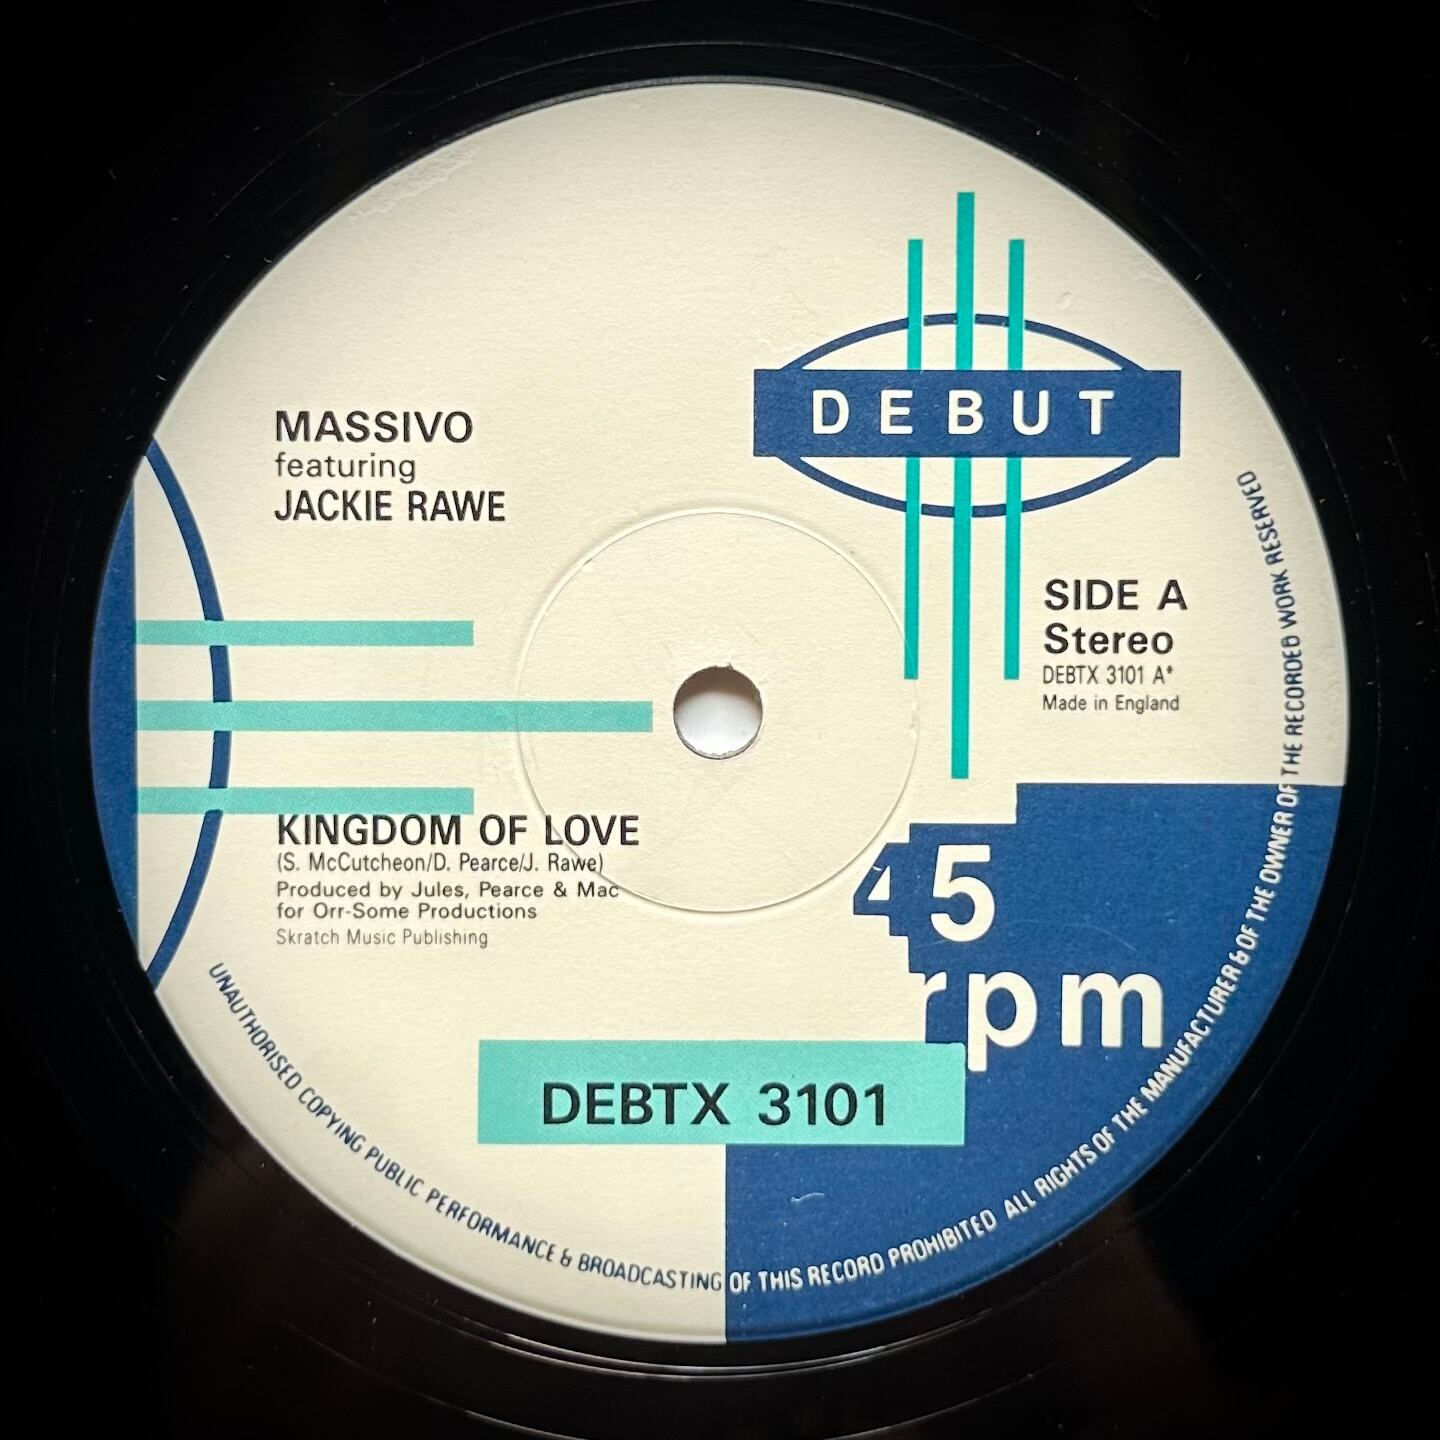 DEBUT
MASSIVO
featuring
JACKIE RAWE
SIDE A
Stereo
DEBTX 3101 A*
Made in England
KINGDOM OF LOVE
(S. McCutcheon/D. Pearce/J. Rawe)
Produced by Jules, Pearce & Mac
for Orr-Some Productions
Skratch Music Publishing
45
rpm
DEBTX 3101
UNAUTHORISED COPYING PUBLIC PERFORMANCE & BROADCASTING OF THIS RECORD PROHIBITED ALL RIGHTS OF THE MANUFACTURER & OF THE OWNER OF THE RECORDED WORK RESERVED